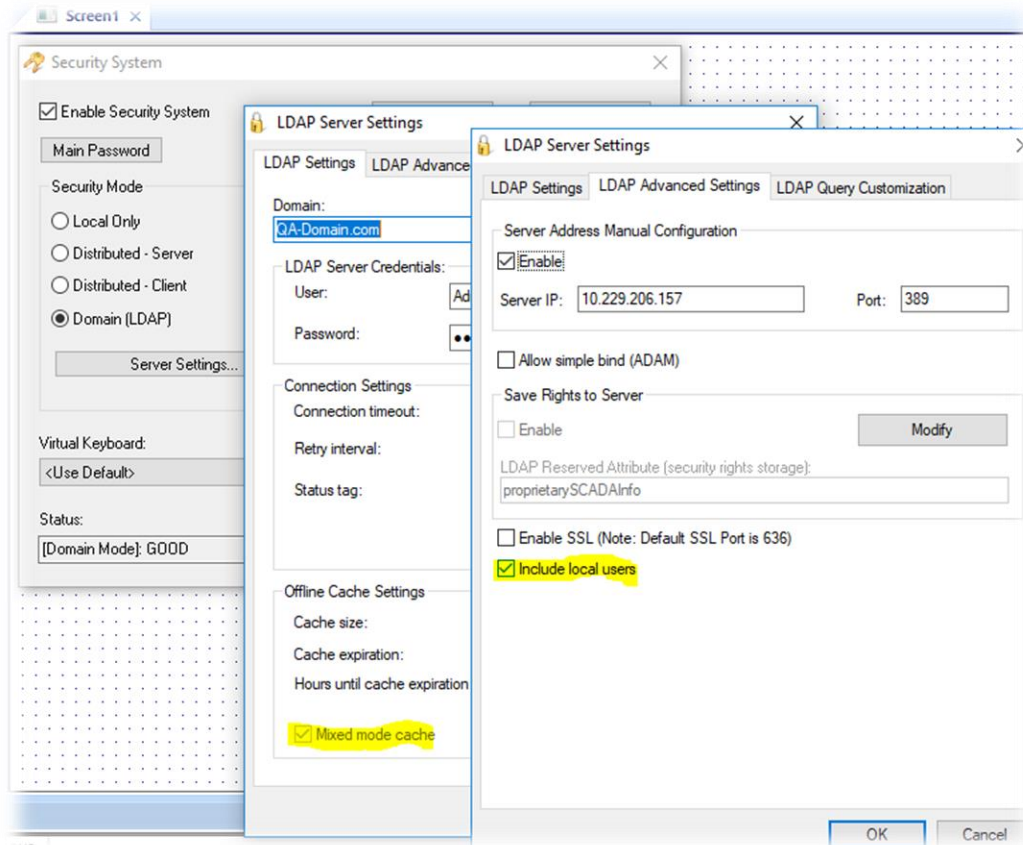 Screen1
Security System
Enable Security System
Main Password
Security Mode
Local Only
Distributed - Server
Distributed - Client
Domain (LDAP)
Server Settings...
Virtual Keyboard:
<Use Default>
Status:
[Domain Mode]: GOOD
LDAP Server Settings
LDAP Settings
LDAP Advance
Domain:
QA-Domain.com
LDAP Server Credentials:
User: Ad
Password:
Connection Settings
Connection timeout:
Retry interval:
Status tag:
Offline Cache Settings
Cache size:
Cache expiration:
Hours until cache expiration
Mixed mode cache
LDAP Server Settings
LDAP Settings LDAP Advanced Settings LDAP Query Customization
Server Address Manual Configuration
Enable
Server IP: 10.229.206.157 Port: 389
Allow simple bind (ADAM)
Save Rights to Server
Enable Modify
LDAP Reserved Attribute (security rights storage):
proprietarySCADAInfo
Enable SSL (Note: Default SSL Port is 636)
Include local users
OK Cancel